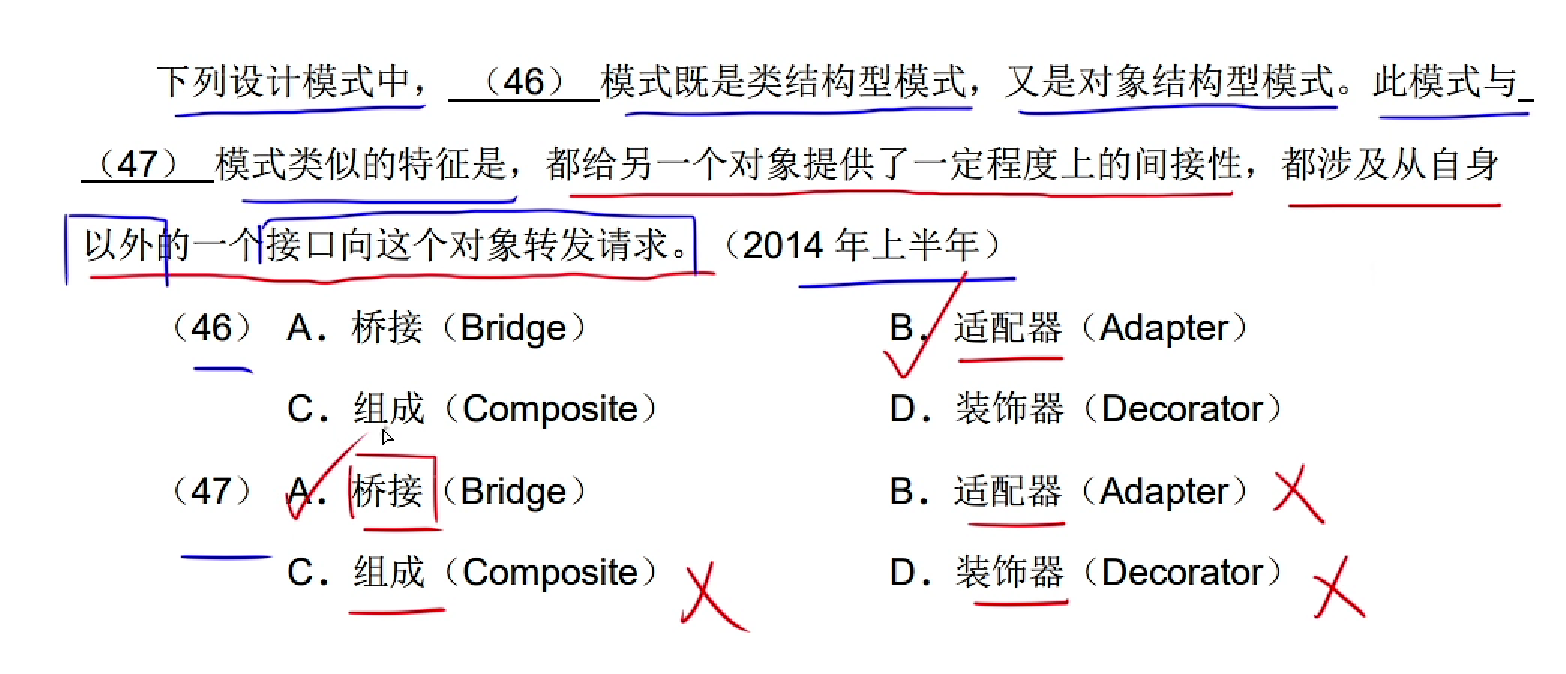 下列设计模式中，（46）模式既是类结构型模式，又是对象结构型模式。此模式与
（47）模式类似的特征是，都给另一个对象提供了一定程度上的间接性，都涉及从自身
以外的一个接口向这个对象转发请求。（2014 年上半年）
（46） A．桥接（Bridge） B．适配器（Adapter）
C．组成（Composite） D．装饰器（Decorator）
（47） A．桥接（Bridge） B．适配器（Adapter）
C．组成（Composite） D．装饰器（Decorator）